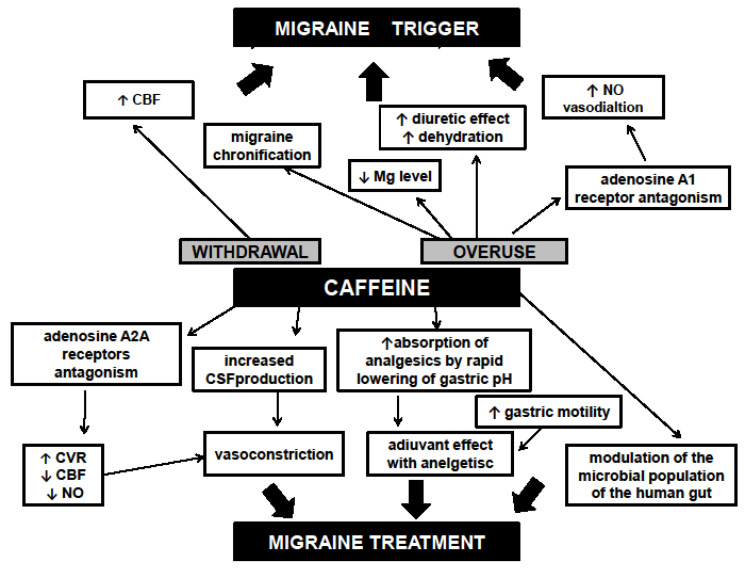 MIGRAINE TRIGGER
↑ CBF
migraine
chronification
↑ diuretic effect
↑ dehydration
↑ NO
vasodialtion
↓ Mg level
adenosine A1
receptor antagonism
WITHDRAWAL
OVERUSE
CAFFEINE
adenosine A2A
receptors
antagonism
increased
CSFproduction
↑absorption of
analgesics by rapid
lowering of gastric pH
↑ gastric motility
↑ CVR
↓ CBF
↓ NO
vasoconstriction
adiuvant effect
with anelgetisc
modulation of the
microbial population
of the human gut
MIGRAINE TREATMENT